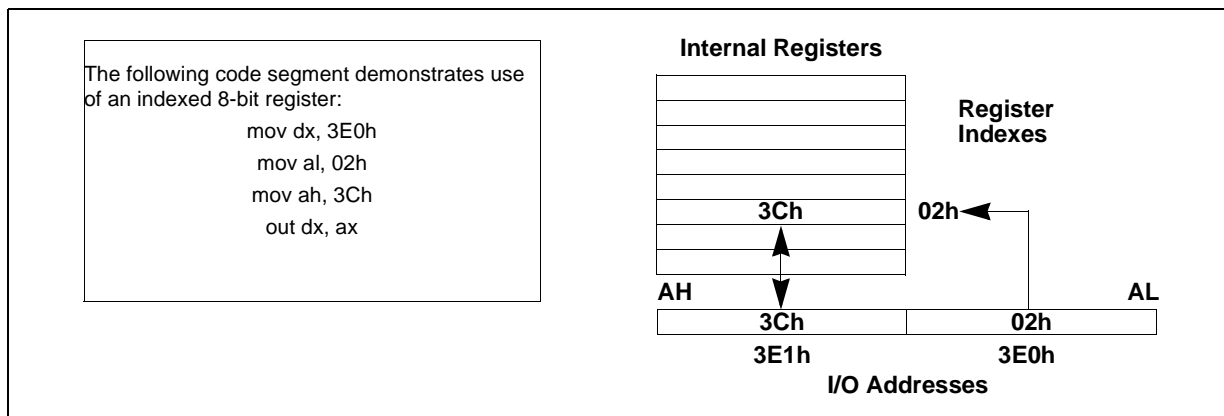 The following code segment demonstrates use
of an indexed 8-bit register:
mov dx, 3E0h
mov al, 02h
mov ah, 3Ch
out dx, ax
Internal Registers
Register
Indexes
3Ch
02h
AH
AL
3Ch
02h
3E1h
3E0h
I/O Addresses